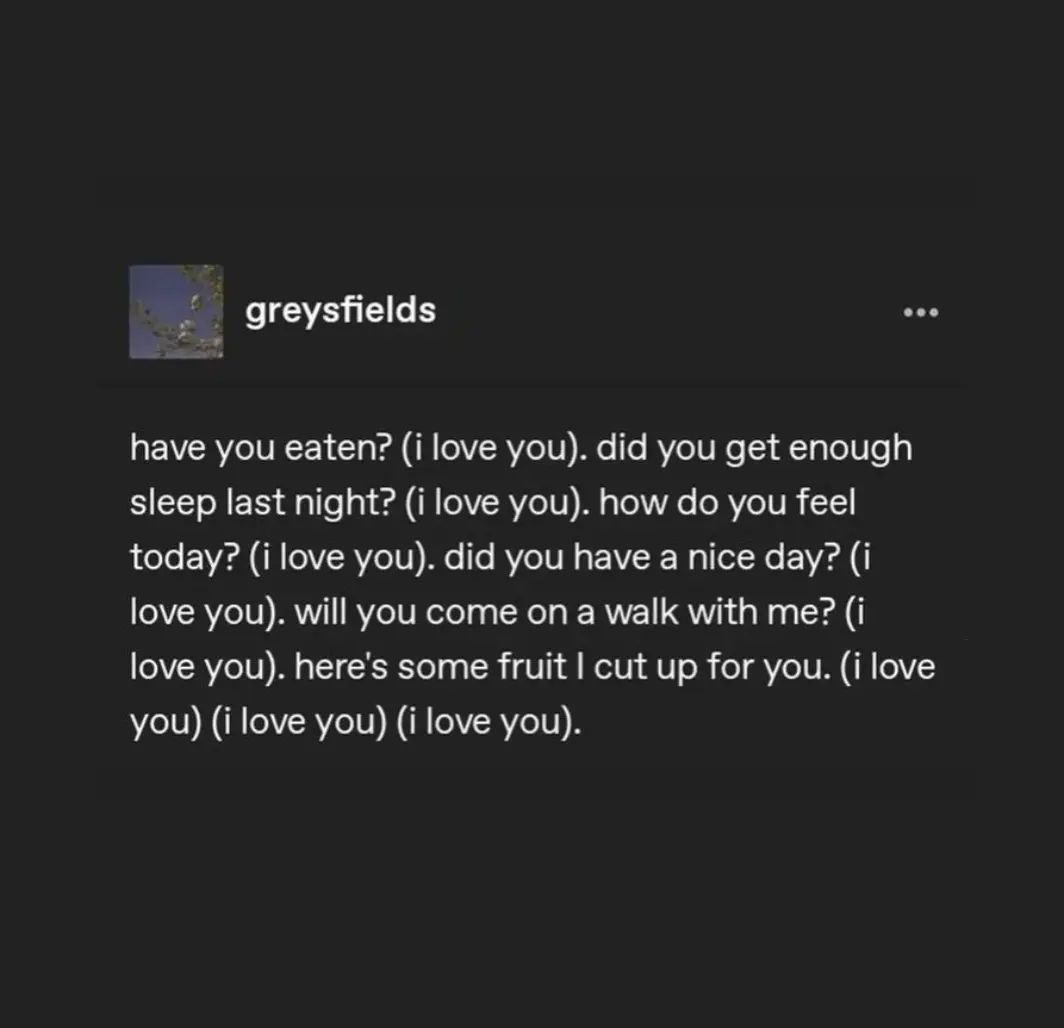 greysfields
have you eaten? (i love you). did you get enough
sleep last night? (i love you). how do you feel
today? (i love you). did you have a nice day? (i
love you). will you come on a walk with me? (i
love you). here's some fruit I cut up for you. (i love
you) (i love you) (i love you).